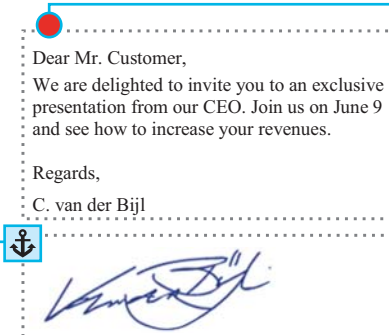 Dear Mr. Customer,
We are delighted to invite you to an exclusive
presentation from our CEO. Join us on June 9
and see how to increase your revenues.
Regards,
C. van der Bijl